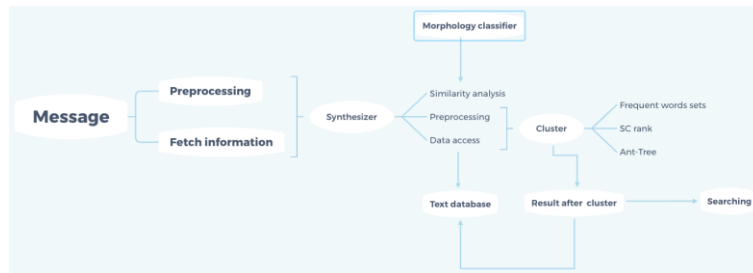 Morphology classifier
Message
Preprocessing
Fetch information
Synthesizer
Similarity analysis
Preprocessing
Data access
Cluster
Frequent words sets
SC rank
Ant-Tree
Text database
Result after cluster
Searching